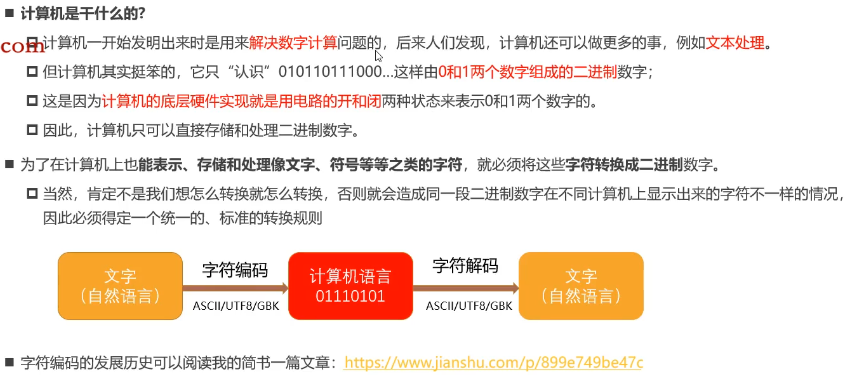 计算机是干什么的?
com
计算机一开始发明出来时是用来解决数字计算问题的，后来人们发现，计算机还可以做更多的事，例如文本处理。
但计算机其实挺笨的，它只“认识”010110111000...这样由0和1两个数字组成的二进制数字；
这是因为计算机的底层硬件实现就是用电路的开和闭两种状态来表示0和1两个数字的。
因此，计算机只可以直接存储和处理二进制数字。
为了在计算机上也能表示、存储和处理像文字、符号等等之类的字符，就必须将这些字符转换成二进制数字。
当然，肯定不是我们想怎么转换就怎么转换，否则就会造成同一段二进制数字在不同计算机上显示出来的字符不一样的情况，
因此必须得定一个统一的、标准的转换规则
文字
（自然语言）
字符编码
ASCII/UTF8/GBK
计算机语言
01110101
字符解码
ASCII/UTF8/GBK
文字
（自然语言）
字符编码的发展历史可以阅读我的简书一篇文章：https://www.jianshu.com/p/899e749be47c